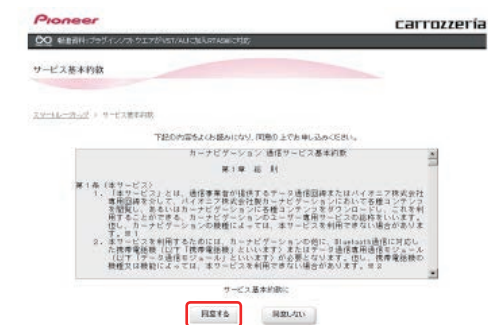 Pioneer
carrozzeria
サービス基本約款
スマートループトップ > サービス基本約款
下記の内容をよくお読みになり、同意の上でお申し込みください。
カーナビゲーション 通信サービス基本約款
第1章 総 則
第1条 (本サービス)
1. 「本サービス」とは、通信事業者が提供するデータ通信回線またはパイオニア株式会社
専用回線を介して、パイオニア株式会社製カーナビゲーションにおいて各種コンテンツ
を閲覧し、あるいはカーナビゲーションに各種コンテンツをダウンロードし、これを利
用することができる、カーナビゲーションのユーザー専用サービスの総称をいいます。
但し、カーナビゲーションの機種によっては、本サービスを利用できない場合がありま
す。※1
2. 本サービスを利用するためには、カーナビゲーションの他に、Bluetooth通信に対応し
た携帯電話機(以下「携帯電話機」といいます)またはデータ通信専用通信モジュール
(以下「データ通信モジュール」といいます)が必要となります。但し、携帯電話機の
機種又は機能によっては、本サービスを利用できない場合があります。※2
サービス基本約款に
同意する
同意しない